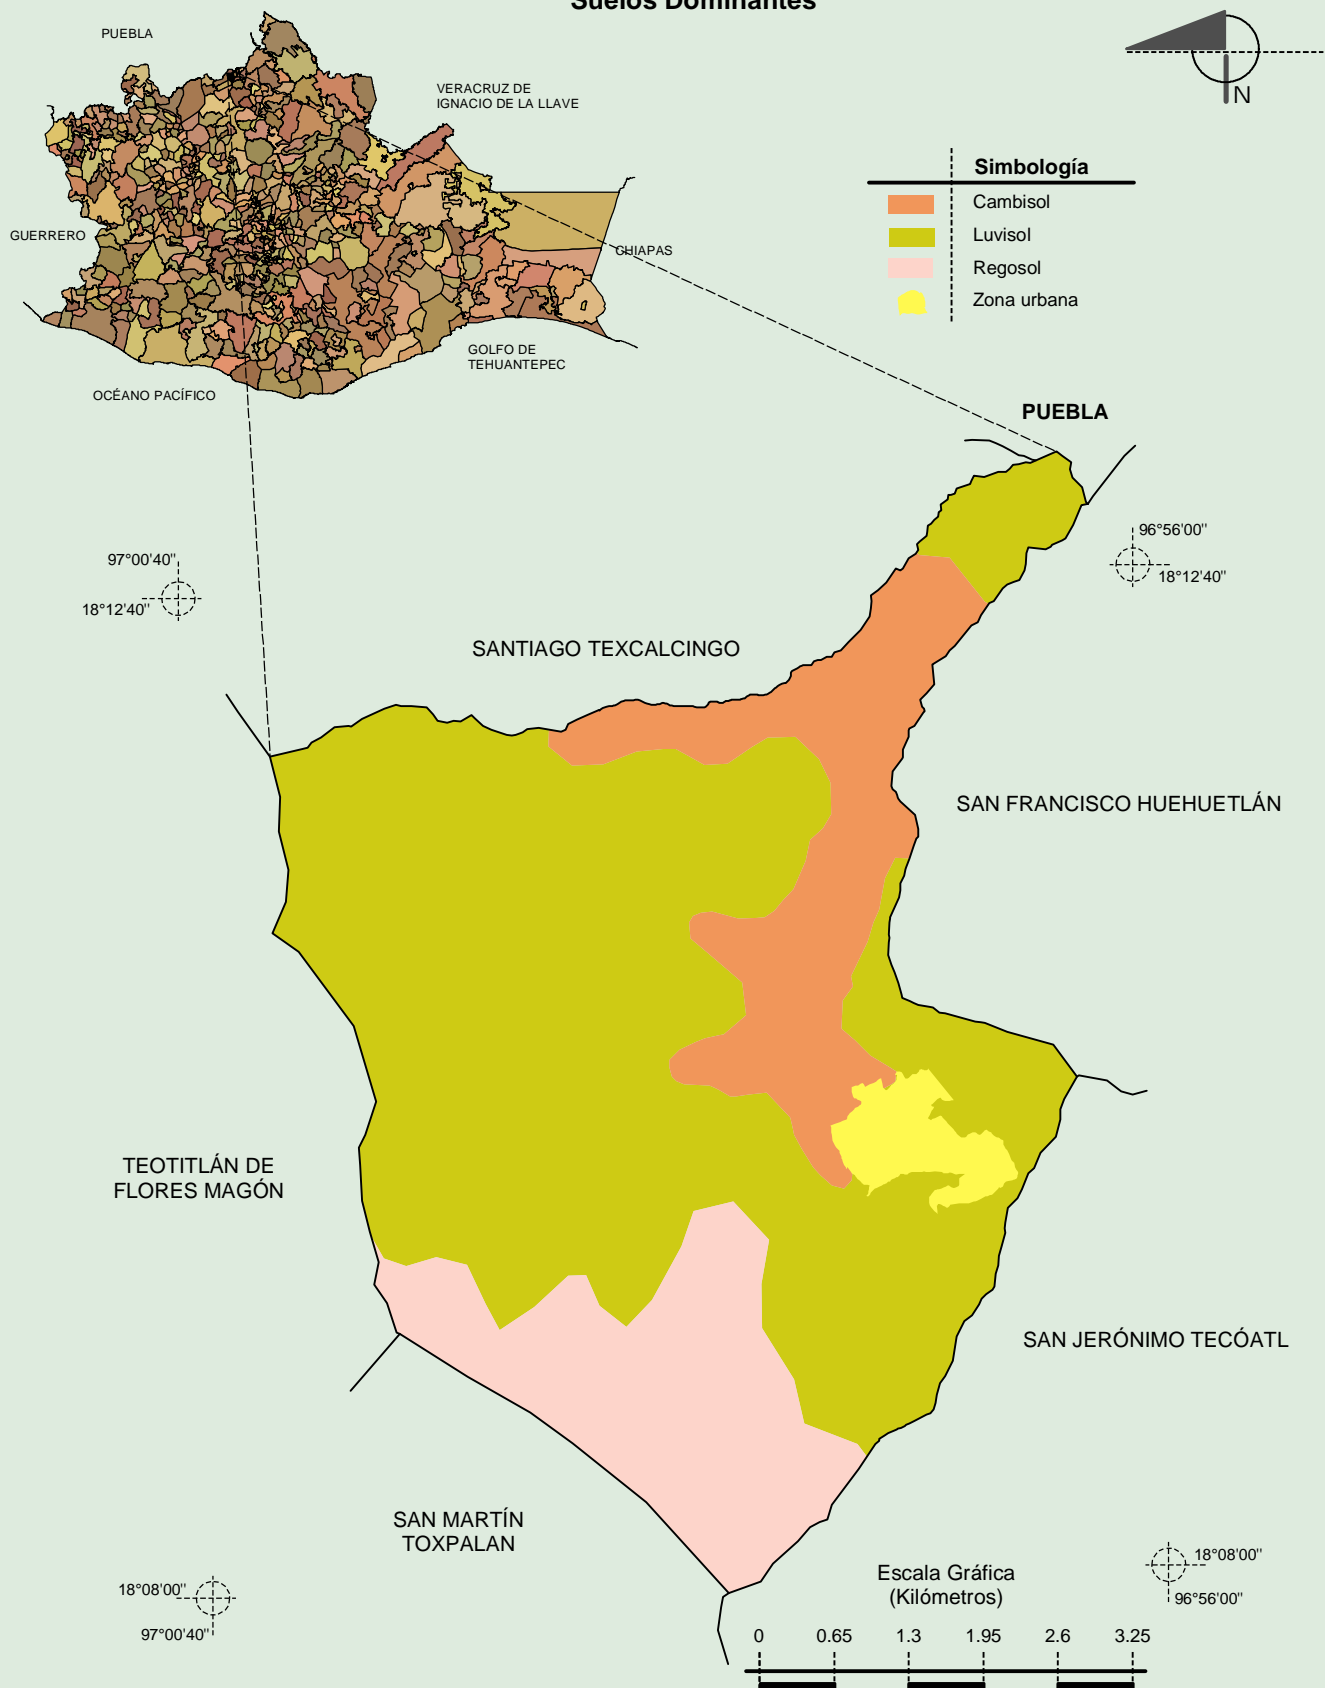 Suelos Dominantes
PUEBLA
VERACRUZ DE
IGNACIO DE LA LLAVE
GUERRERO
CHIAPAS
GOLFO DE
TEHUANTEPEC
OCÉANO PACÍFICO
N
Simbología
Cambisol
Luvisol
Regosol
Zona urbana
PUEBLA
97°00'40"
18°12'40"
96°56'00"
18°12'40"
SANTIAGO TEXCALCINGO
SAN FRANCISCO HUEHUETLÁN
TEOTITLÁN DE
FLORES MAGÓN
SAN JERÓNIMO TECÓATL
SAN MARTÍN
TOXPALAN
18°08'00"
97°00'40"
18°08'00"
96°56'00"
Escala Gráfica
(Kilómetros)
0 0.65 1.3 1.95 2.6 3.25